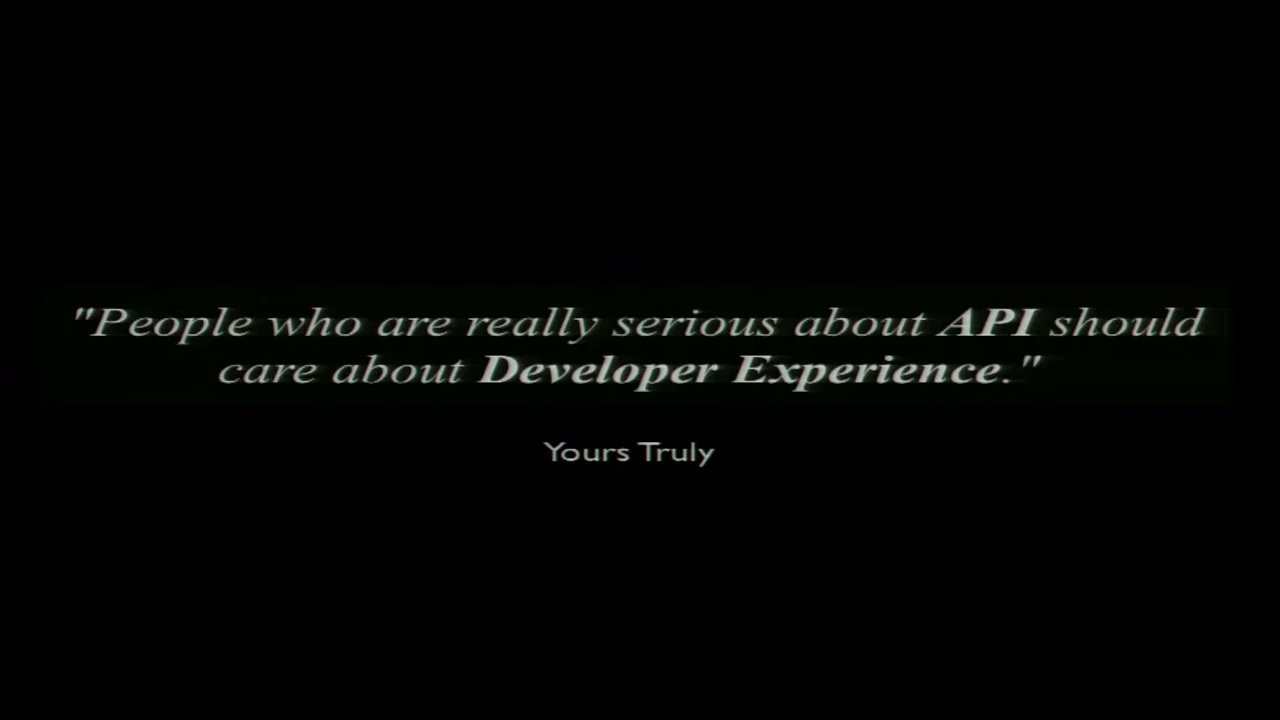 "People who are really serious about API should
care about Developer Experience."
Yours Truly